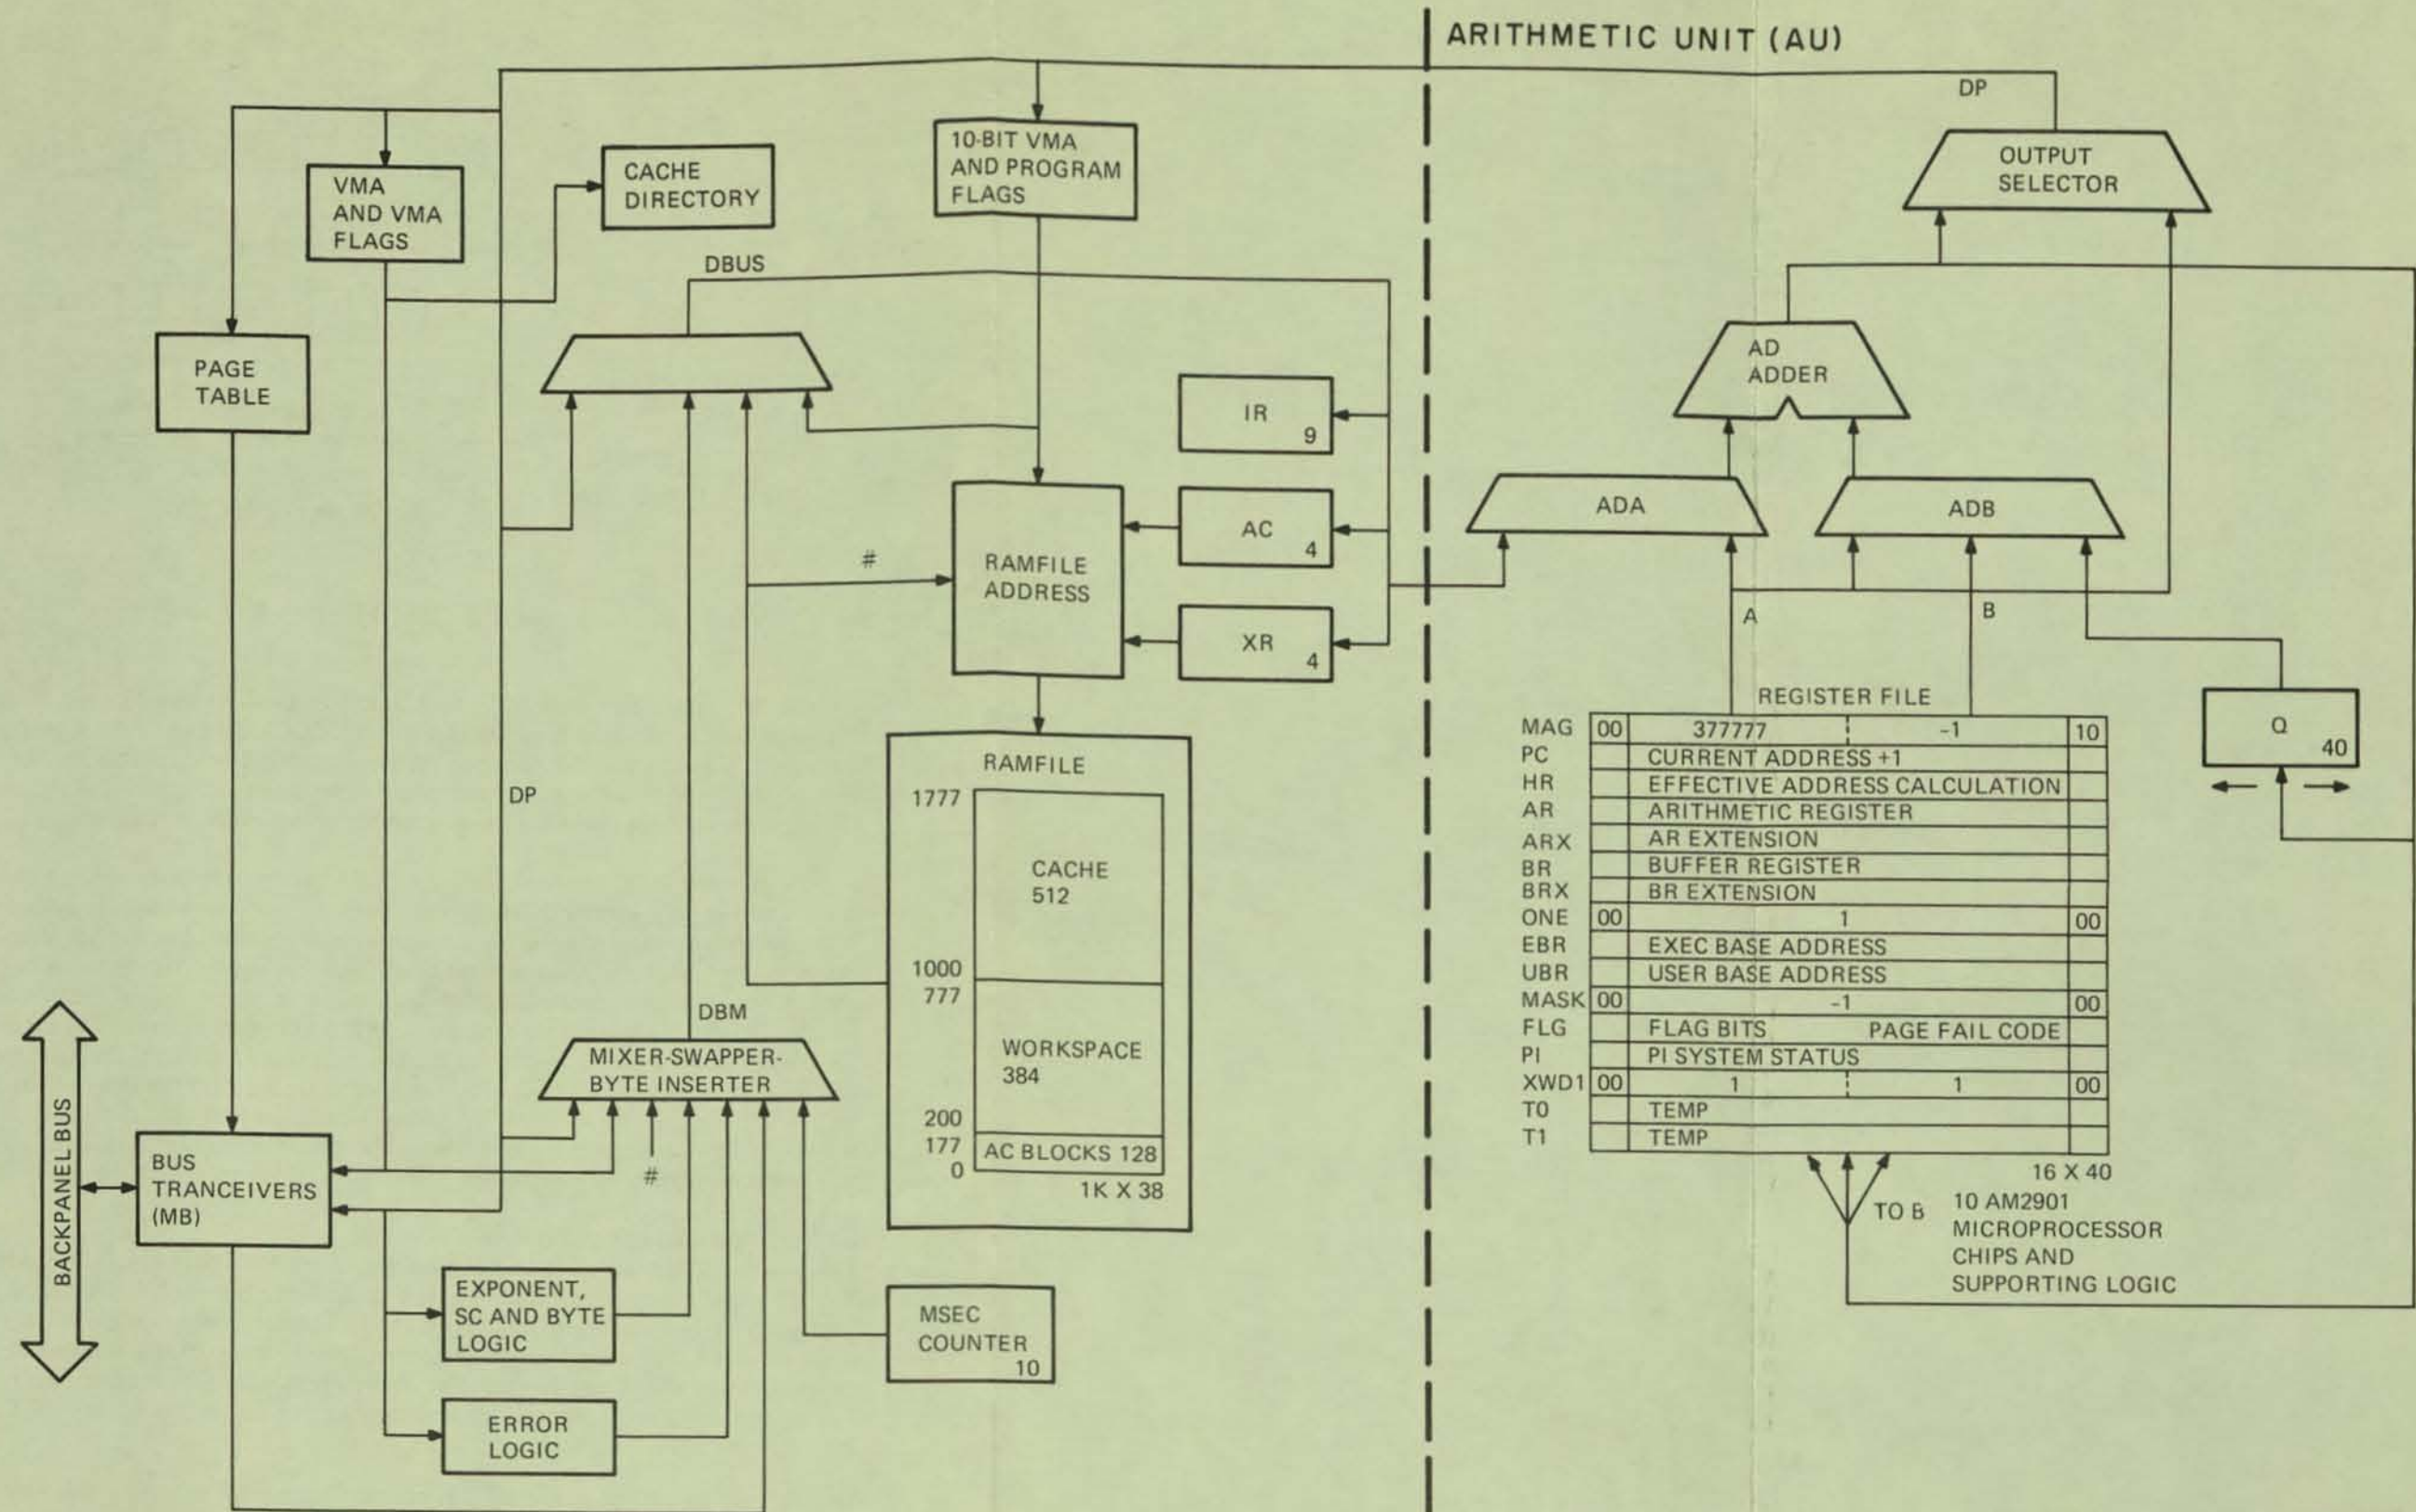 ARITHMETIC UNIT (AU)
DP
OUTPUT
SELECTOR
10-BIT VMA
AND PROGRAM
FLAGS
CACHE
DIRECTORY
VMA
AND VMA
FLAGS
DBUS
PAGE
TABLE
IR
9
AD
ADDER
AC
4
ADA
ADB
#
RAMFILE
ADDRESS
XR
4
A
B
REGISTER FILE
MAG 00 377777 -1 10
PC CURRENT ADDRESS +1
HR EFFECTIVE ADDRESS CALCULATION
AR ARITHMETIC REGISTER
ARX AR EXTENSION
BR BUFFER REGISTER
BRX BR EXTENSION
ONE 00 1 00
EBR EXEC BASE ADDRESS
UBR USER BASE ADDRESS
MASK 00 -1 00
FLG FLAG BITS PAGE FAIL CODE
PI PI SYSTEM STATUS
XWD1 00 1 1 00
T0 TEMP
T1 TEMP
16 X 40
TO B
10 AM2901
MICROPROCESSOR
CHIPS AND
SUPPORTING LOGIC
Q
40
DP
RAMFILE
1777
CACHE
512
1000
777
WORKSPACE
384
200
177
AC BLOCKS 128
0
1K X 38
DBM
MIXER-SWAPPER-
BYTE INSERTER
#
BACKPANEL BUS
BUS
TRANCEIVERS
(MB)
EXPONENT,
SC AND BYTE
LOGIC
MSEC
COUNTER
10
ERROR
LOGIC